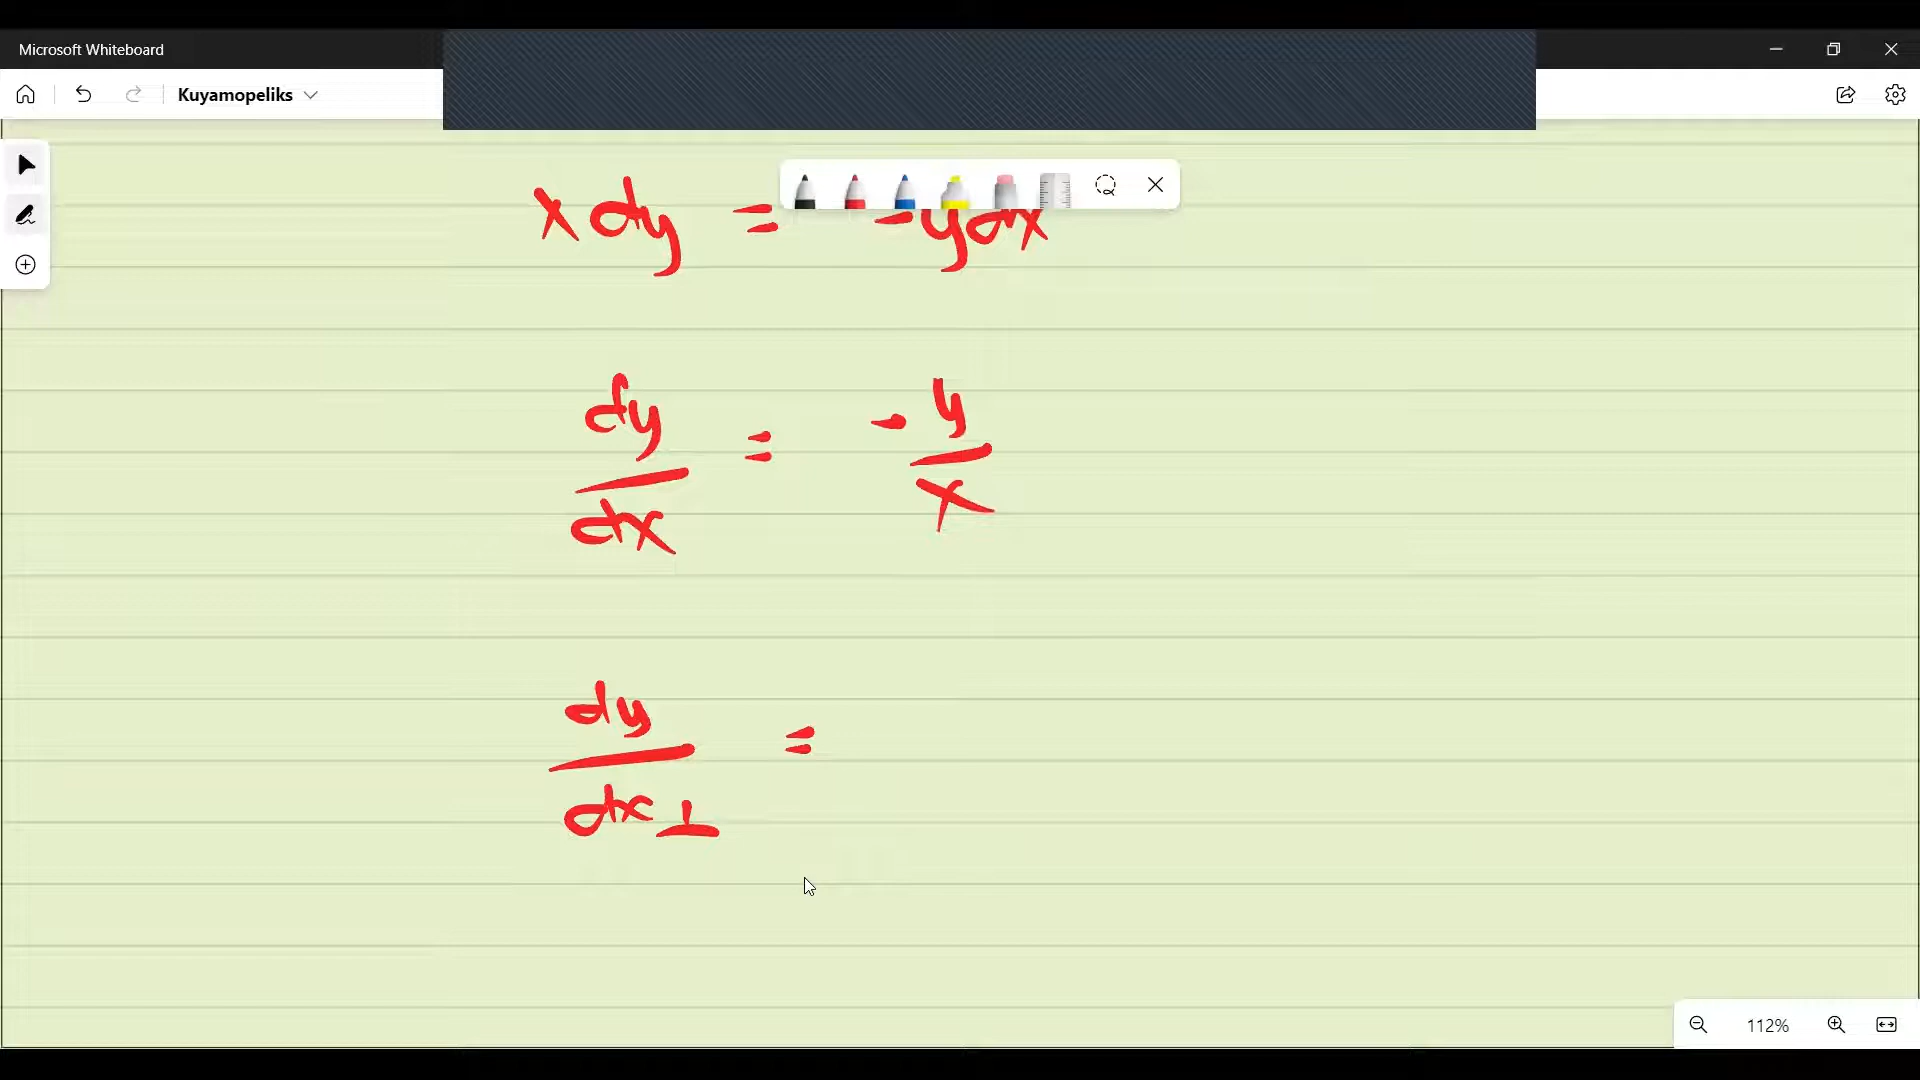 Microsoft Whiteboard
Kuyamopeliks
x dy = -ydx
dy/dx = - y/x
dy/dx ⊥ =
112%